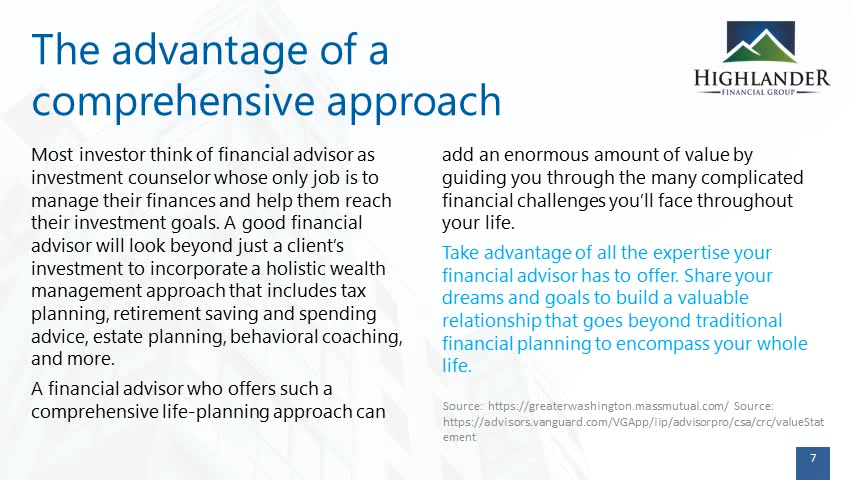 The advantage of a
comprehensive approach
HIGHLANDER
FINANCIAL GROUP
Most investor think of financial advisor as
investment counselor whose only job is to
manage their finances and help them reach
their investment goals. A good financial
advisor will look beyond just a client's
investment to incorporate a holistic wealth
management approach that includes tax
planning, retirement saving and spending
advice, estate planning, behavioral coaching,
and more.
A financial advisor who offers such a
comprehensive life-planning approach can
add an enormous amount of value by
guiding you through the many complicated
financial challenges you'll face throughout
your life.
Take advantage of all the expertise your
financial advisor has to offer. Share your
dreams and goals to build a valuable
relationship that goes beyond traditional
financial planning to encompass your whole
life.
Source: https://greaterwashington.massmutual.com/ Source:
https://advisors.vanguard.com/VGApp/iip/advisorpro/csa/crc/valueStat
ement
7